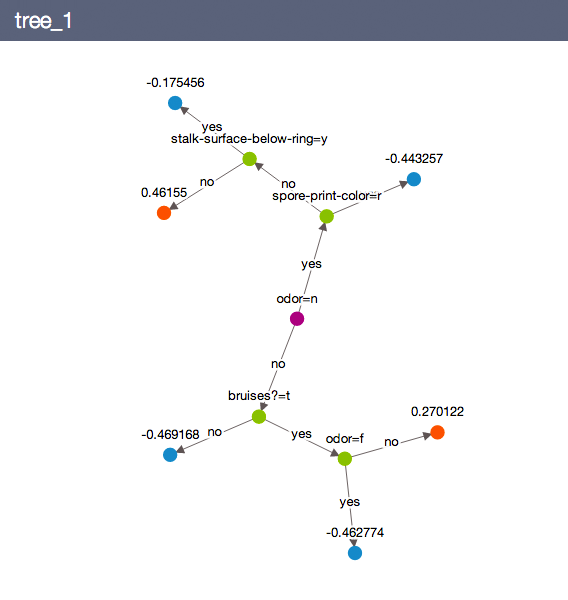 tree_1
-0.175456
yes
stalk-surface-below-ring=y
-0.443257
no
no
0.46155
spore-print-color=r
yes
odor=n
no
bruises?=t
0.270122
-0.469168
no
yes
odor=f
no
yes
-0.462774